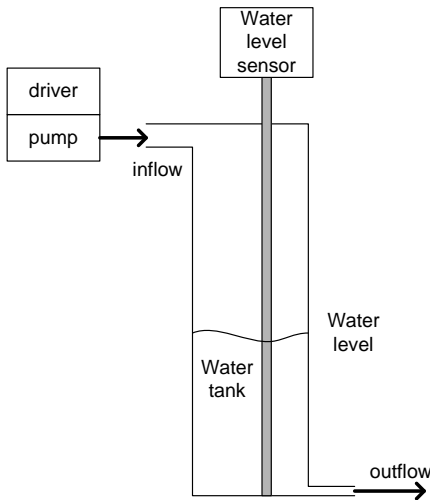 Water
level
sensor
driver
pump
inflow
Water
level
Water
tank
outflow